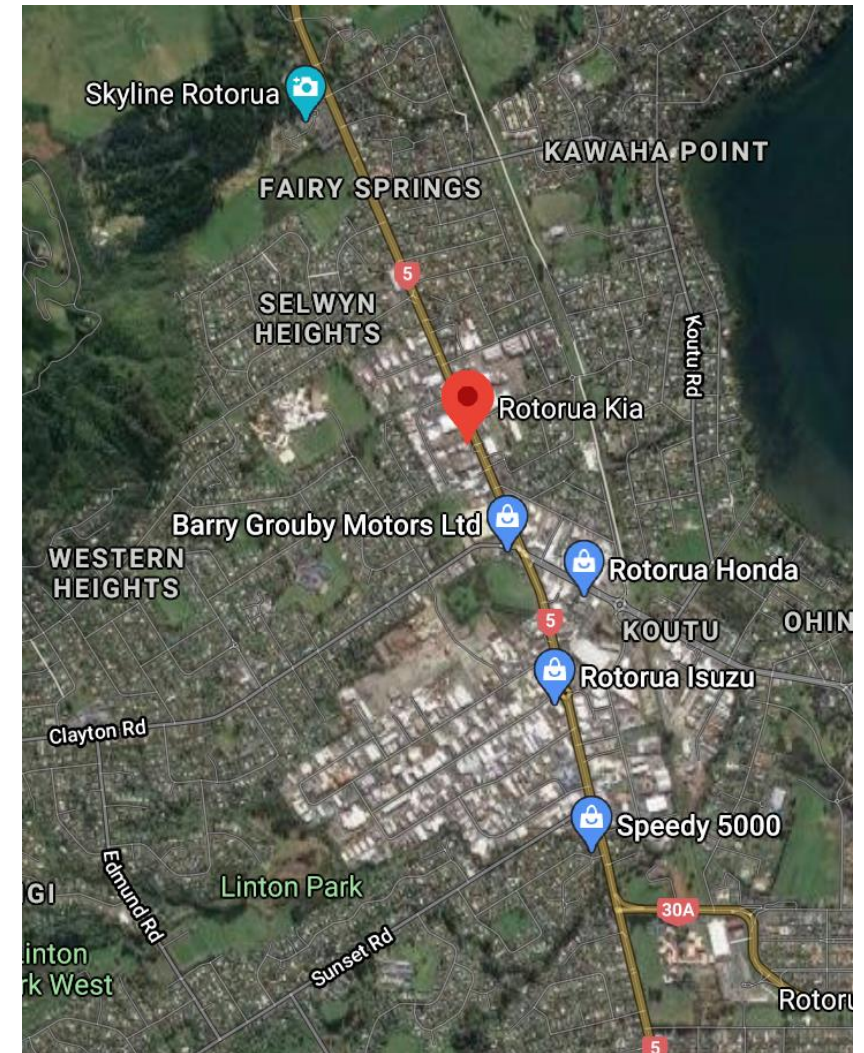 Skyline Rotorua
KAWAHA POINT
FAIRY SPRINGS
5
SELWYN
HEIGHTS
Koutu Rd
Rotorua Kia
Barry Grouby Motors Ltd
WESTERN
HEIGHTS
Rotorua Honda
5
KOUTU
OHIN
Rotorua Isuzu
Clayton Rd
Speedy 5000
Edmund Rd
GI
Linton Park
30A
Linton
rk West
Sunset Rd
Rotoru
5